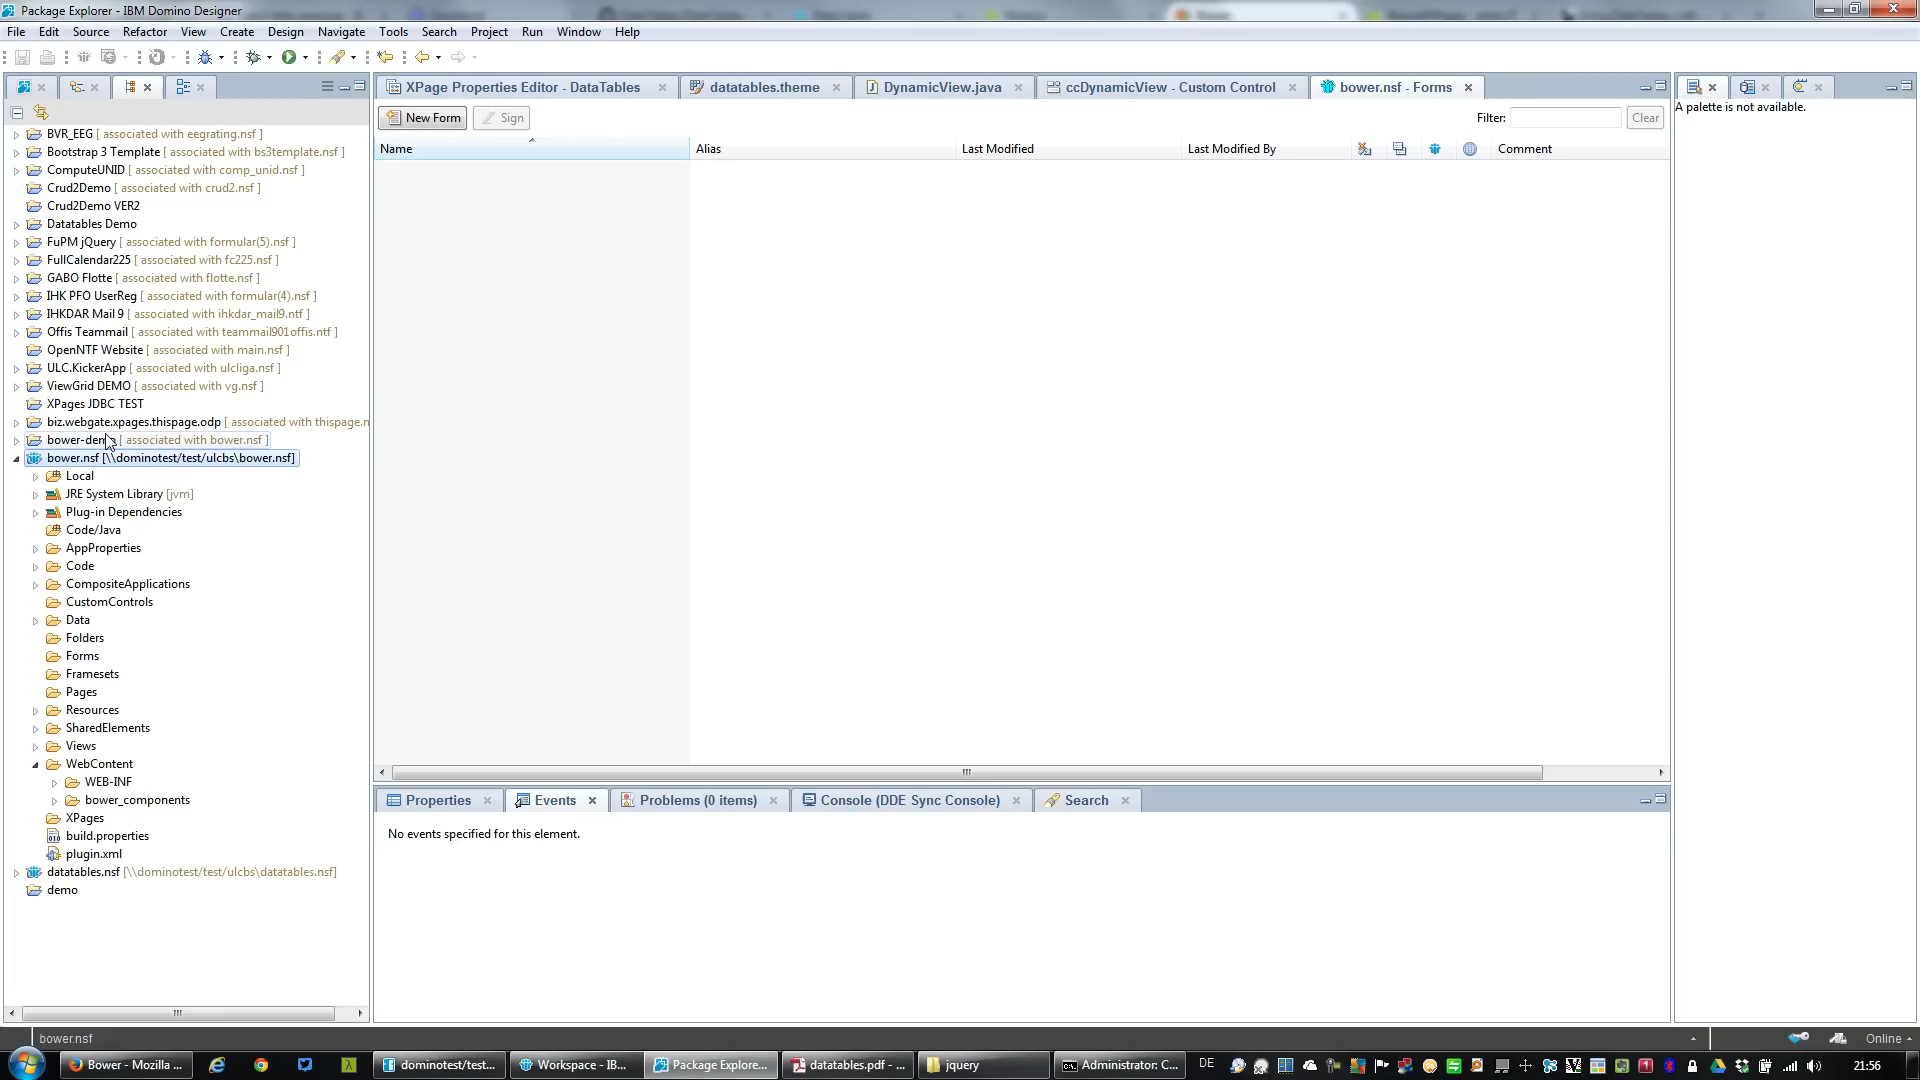 Package Explorer - IBM Domino Designer
File Edit Source Refactor View Create Design Navigate Tools Search Project Run Window Help
XPage Properties Editor - DataTables datatables.theme DynamicView.java ccDynamicView - Custom Control bower.nsf - Forms
New Form Sign Filter: Clear
A palette is not available.
Name Alias Last Modified Last Modified By Comment
BVR_EEG [ associated with eegrating.nsf ]
Bootstrap 3 Template [ associated with bs3template.nsf ]
ComputeUNID [ associated with comp_unid.nsf ]
Crud2Demo [ associated with crud2.nsf ]
Crud2Demo VER2
Datatables Demo
FuPM jQuery [ associated with formular(5).nsf ]
FullCalendar225 [ associated with fc225.nsf ]
GABO Flotte [ associated with flotte.nsf ]
IHK PFO UserReg [ associated with formular(4).nsf ]
IHKDAR Mail 9 [ associated with ihkdar_mail9.ntf ]
Offis Teammail [ associated with teammail901offis.ntf ]
OpenNTF Website [ associated with main.nsf ]
ULC.KickerApp [ associated with ulcliga.nsf ]
ViewGrid DEMO [ associated with vg.nsf ]
XPages JDBC TEST
biz.webgate.xpages.thispage.odp [ associated with thispage.n
bower-demo [ associated with bower.nsf ]
bower.nsf [\\dominotest/test/ulcbs\bower.nsf]
Local
JRE System Library [jvm]
Plug-in Dependencies
Code/Java
AppProperties
Code
CompositeApplications
CustomControls
Data
Folders
Forms
Framesets
Pages
Resources
SharedElements
Views
WebContent
WEB-INF
bower_components
XPages
build.properties
plugin.xml
datatables.nsf [\\dominotest/test/ulcbs\datatables.nsf]
demo
Properties Events Problems (0 items) Console (DDE Sync Console) Search
No events specified for this element.
bower.nsf Online
Bower - Mozilla ... dominotest/test... Workspace - IB... Package Explore... datatables.pdf - ... jquery Administrator: C... DE 21:56